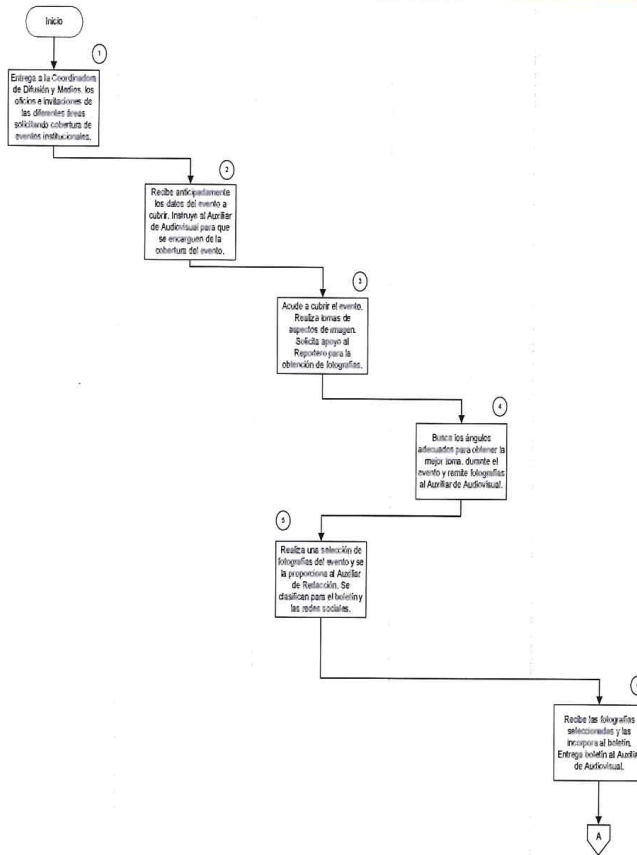 Inicio
1
Entrega a la Coordinadora
de Difusión y Medios, los
oficios e invitaciones de
las diferentes áreas
solicitando cobertura de
eventos institucionales.
2
Recibe anticipadamente
los datos del evento a
cubrir. Instruye al Auxiliar
de Audiovisual para que
se encarguen de la
cobertura del evento.
3
Acude a cubrir el evento.
Realiza tomas de
aspectos de imagen.
Solicita apoyo al
Reportero para la
obtención de fotografías.
4
Busca los ángulos
adecuados para obtener la
mejor toma, durante el
evento y remite fotografías
al Auxiliar de Audiovisual.
5
Realiza una selección de
fotografías del evento y se
la proporciona al Auxiliar
de Redacción. Se
clasifican para el boletín y
las redes sociales.
Recibe las fotografías
seleccionadas y las
incorpora al boletín.
Entrega boletín al Auxiliar
de Audiovisual.
A